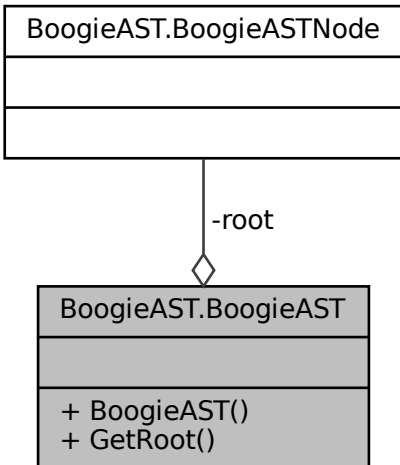 BoogieAST.BoogieASTNode
-root
BoogieAST.BoogieAST
+ BoogieAST()
+ GetRoot()